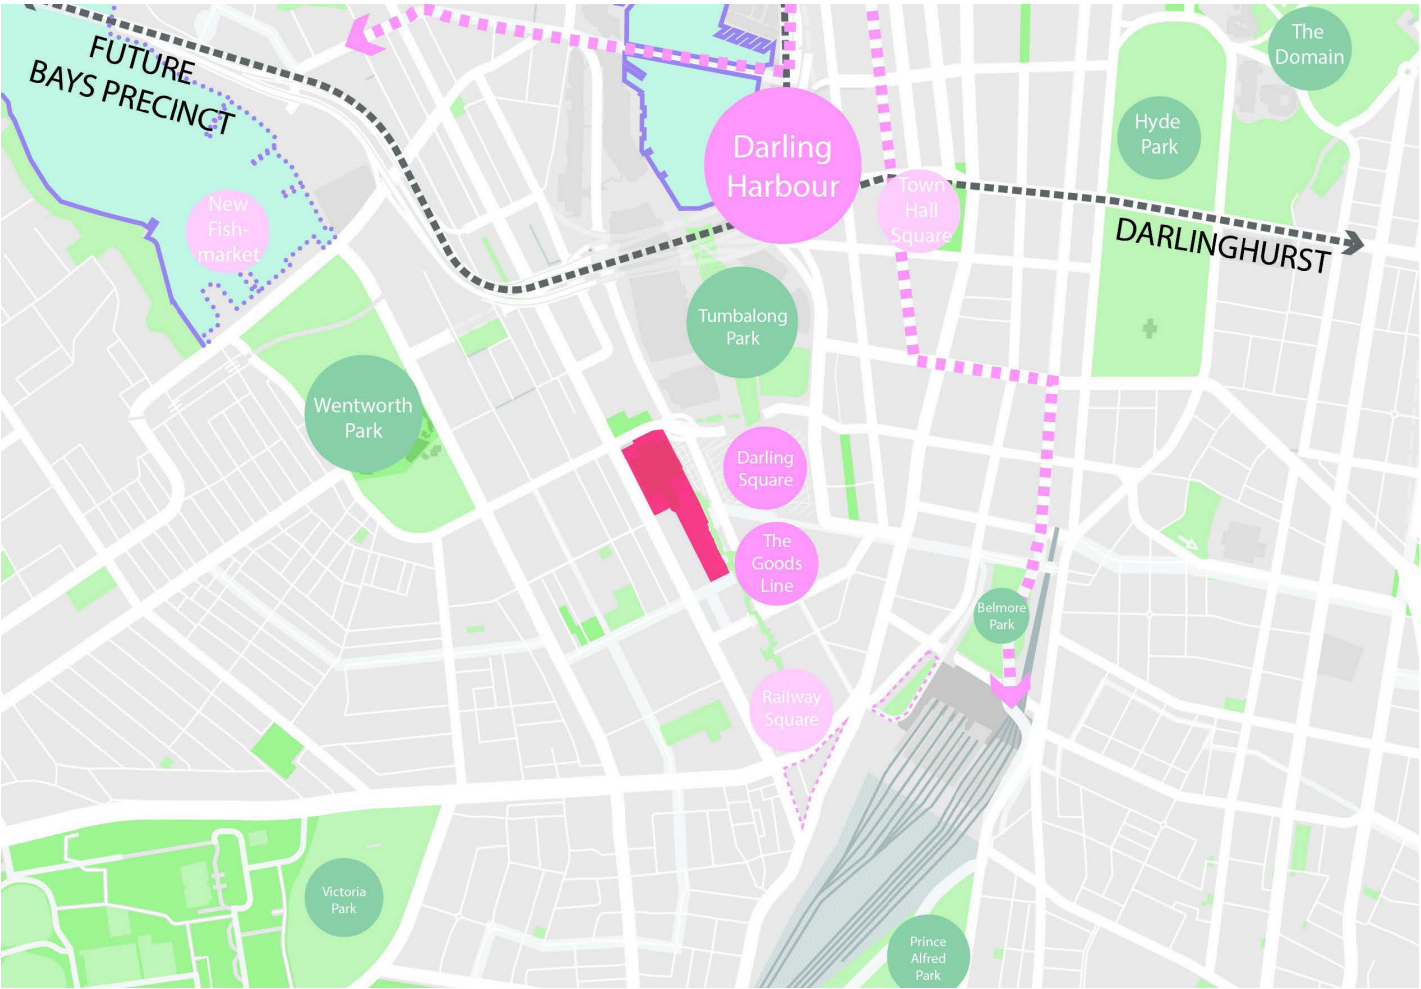 FUTURE
BAYS PRECINCT
The
Domain
Hyde
Park
Darling
Harbour
Town
Hall
Square
New
Fish-
market
DARLINGHURST
Tumbalong
Park
Wentworth
Park
Darling
Square
The
Goods
Line
Belmore
Park
Railway
Square
Victoria
Park
Prince
Alfred
Park